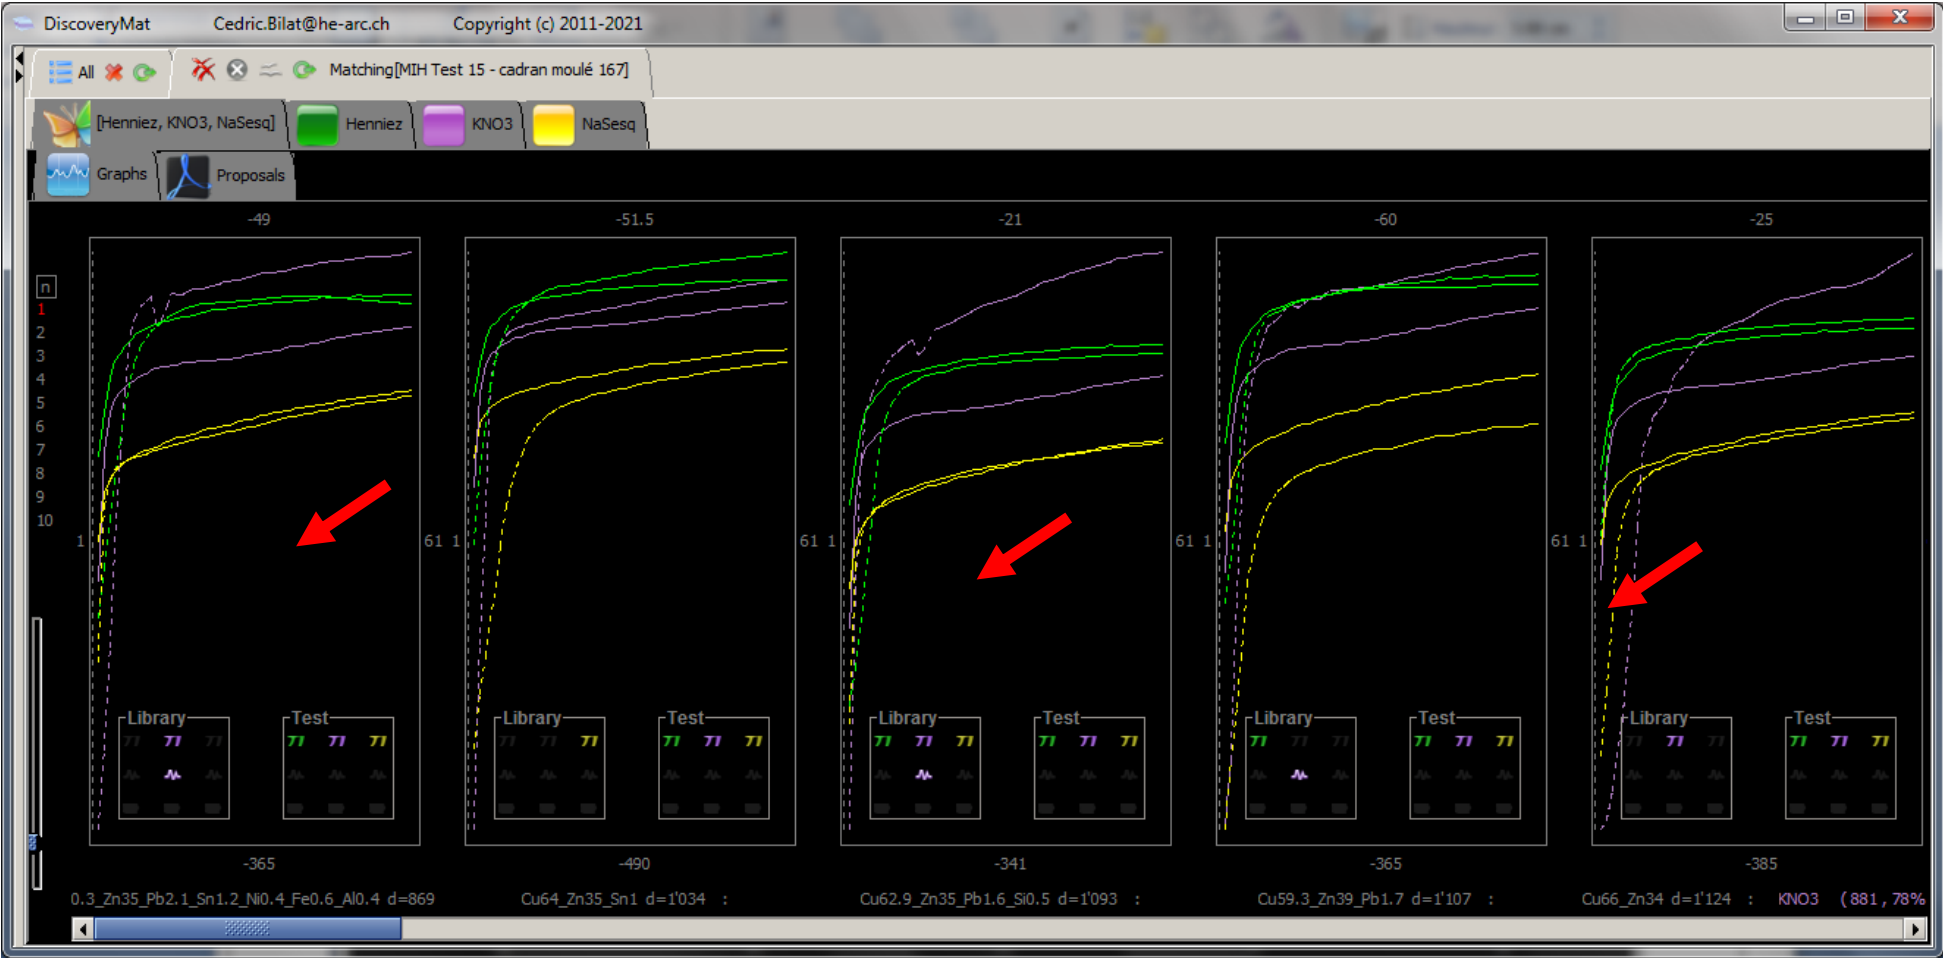 DiscoveryMat Cedric.Bilat@he-arc.ch Copyright (c) 2011-2021
All Matching[MIH Test 15 - cadran moulé 167]
[Henniez, KNO3, NaSesq] Henniez KNO3 NaSesq
Graphs Proposals
-49 -51.5 -21 -60 -25
n
1
2
3
4
5
6
7
8
9
10
1 61 1 61 1 61 1 61 1
Library Test Library Test Library Test Library Test Library Test
-365 -490 -341 -365 -385
0.3_Zn35_Pb2.1_Sn1.2_Ni0.4_Fe0.6_Al0.4 d=869 Cu64_Zn35_Sn1 d=1'034 : Cu62.9_Zn35_Pb1.6_Si0.5 d=1'093 : Cu59.3_Zn39_Pb1.7 d=1'107 : Cu66_Zn34 d=1'124 : KNO3 (881, 78%